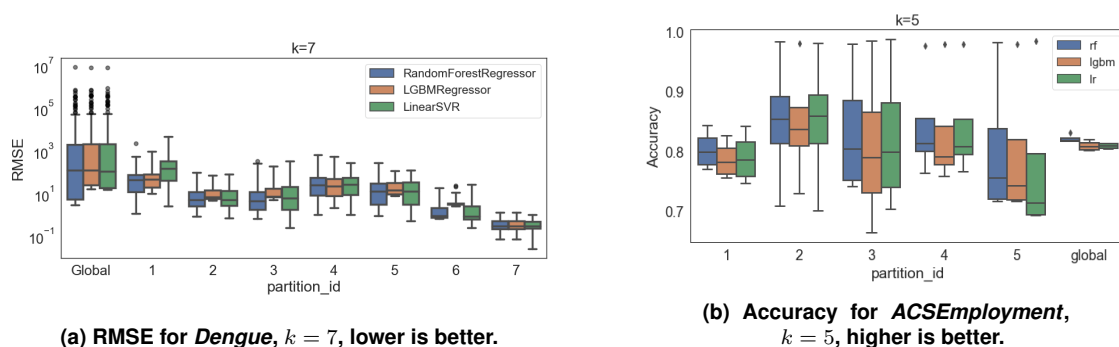 k=7
RMSE
10^7
10^5
10^3
10^1
10^-1
RandomForestRegressor
LGBMRegressor
LinearSVR
Global 1 2 3 4 5 6 7
partition_id
(a) RMSE for Dengue, k = 7, lower is better.
k=5
Accuracy
1.0
0.9
0.8
0.7
rf
lgbm
lr
1 2 3 4 5 global
partition_id
(b) Accuracy for ACSEmployment,
k = 5, higher is better.